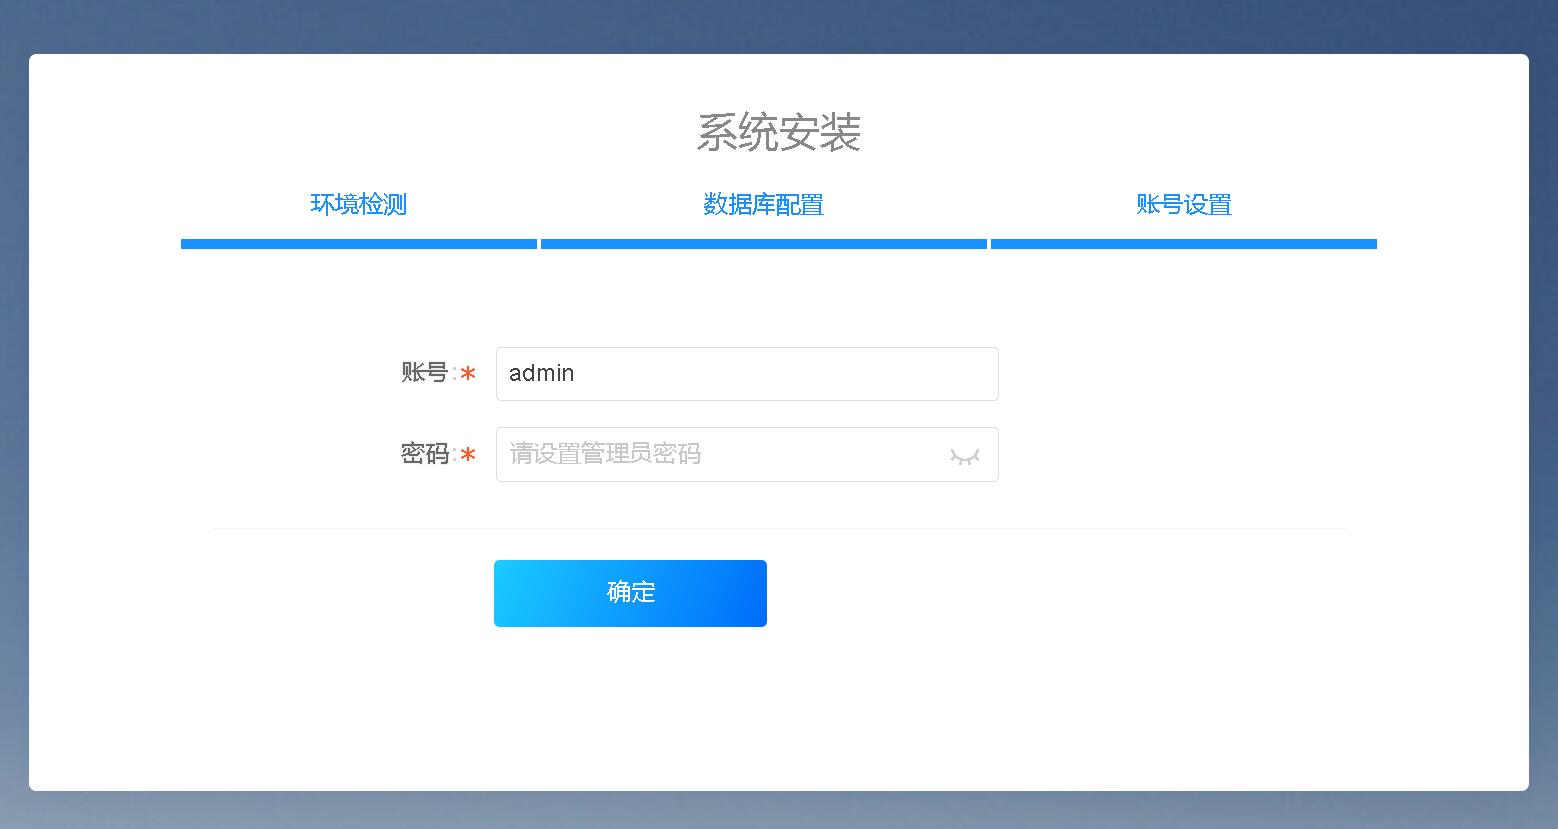 系统安装
环境检测 数据库配置 账号设置
账号:* admin
密码:* 请设置管理员密码
确定